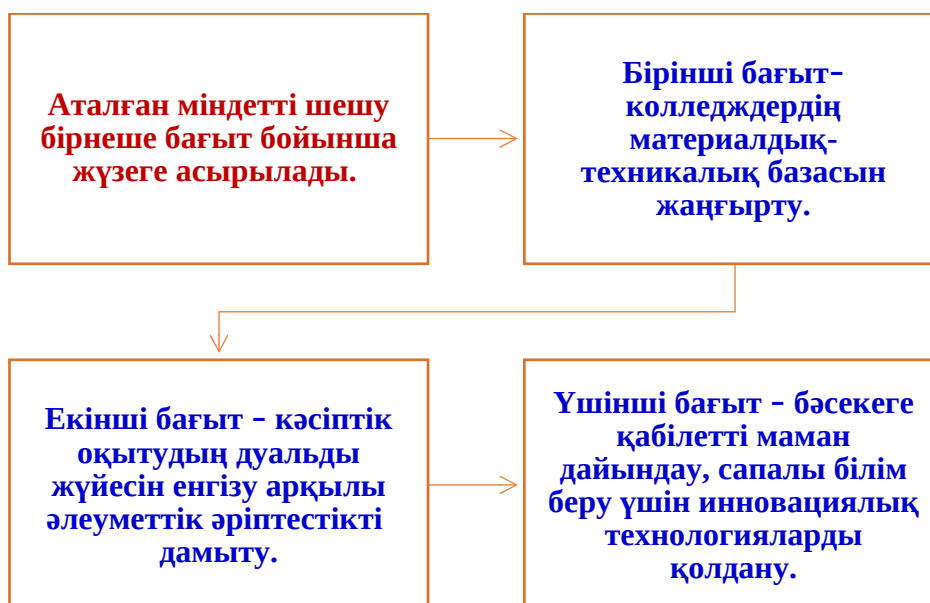 Аталған міндетті шешу
бірнеше бағыт бойынша
жүзеге асырылады.
Бірінші бағыт–
колледждердің
материалдық-
техникалық базасын
жаңғырту.
Екінші бағыт – кәсіптік
оқытудың дуальды
жүйесін енгізу арқылы
әлеуметтік әріптестікті
дамыту.
Үшінші бағыт – бәсекеге
қабілетті маман
дайындау, сапалы білім
беру үшін инновациялық
технологияларды
қолдану.